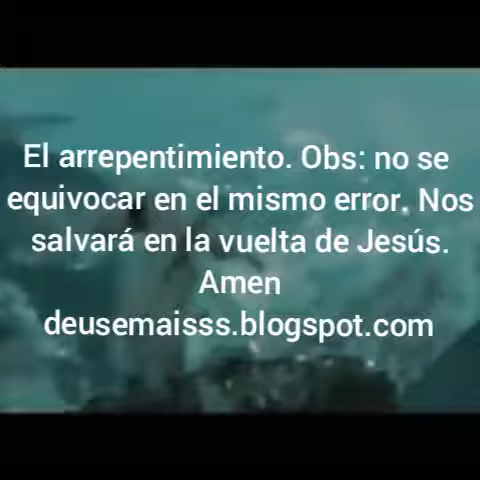 El arrepentimiento. Obs: no se
equivocar en el mismo error. Nos
salvará en la vuelta de Jesús.
Amen
deusemaisss.blogspot.com